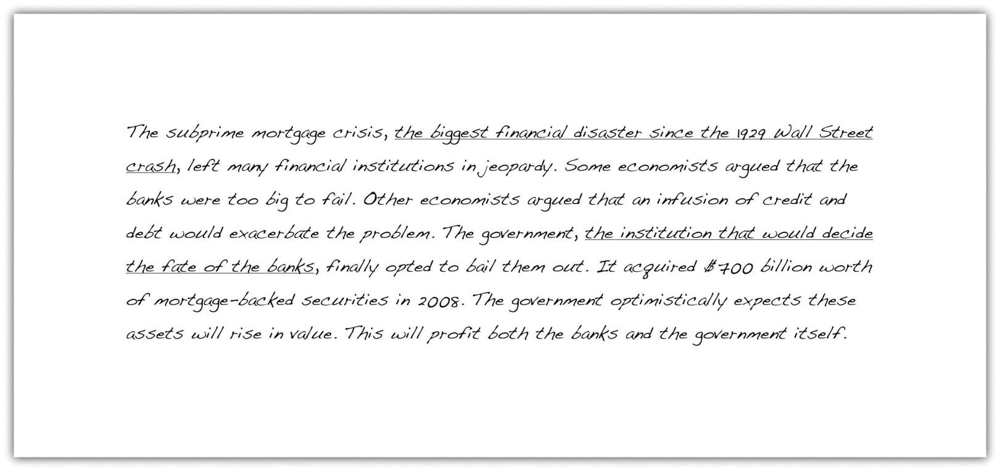 The subprime mortgage crisis, the biggest financial disaster since the 1929 Wall Street
crash, left many financial institutions in jeopardy. Some economists argued that the
banks were too big to fail. Other economists argued that an infusion of credit and
debt would exacerbate the problem. The government, the institution that would decide
the fate of the banks, finally opted to bail them out. It acquired $700 billion worth
of mortgage-backed securities in 2008. The government optimistically expects these
assets will rise in value. This will profit both the banks and the government itself.